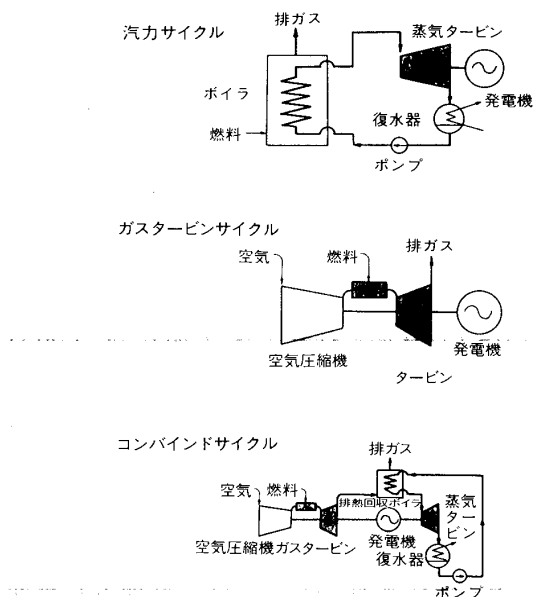 汽力サイクル
排ガス
蒸気タービン
ボイラ
燃料
復水器
発電機
ポンプ
ガスタービンサイクル
空気
燃料
排ガス
空気圧縮機
発電機
タービン
コンバインドサイクル
排ガス
空気
燃料
排熱回収ボイラ
蒸気
ター
ビン
空気圧縮機ガスタービン
発電機
復水器
ポンプ